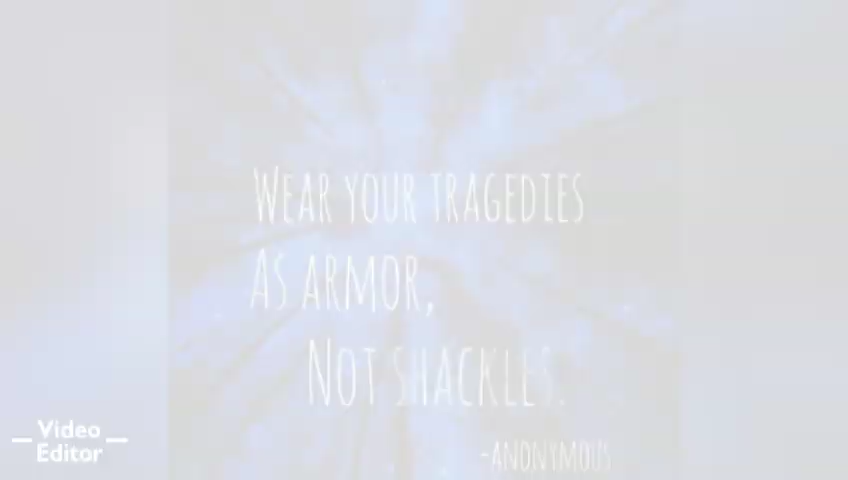 Wear your tragedies
As armor,
Not shackles.
-Anonymous
Video
Editor